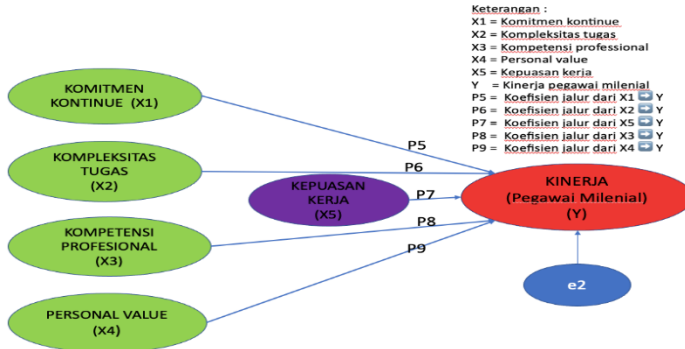 Keterangan :
X1 = Komitmen kontinue
X2 = Kompleksitas tugas
X3 = Kompetensi professional
X4 = Personal value
X5 = Kepuasan kerja
Y = Kinerja pegawai milenial
P5 = Koefisien jalur dari X1 ➡ Y
P6 = Koefisien jalur dari X2 ➡ Y
P7 = Koefisien jalur dari X5 ➡ Y
P8 = Koefisien jalur dari X3 ➡ Y
P9 = Koefisien jalur dari X4 ➡ Y
KOMITMEN
KONTINUE (X1)
P5
KOMPLEKSITAS
TUGAS
(X2)
P6
KEPUASAN
KERJA
(X5)
P7
KINERJA
(Pegawai Milenial)
(Y)
KOMPETENSI
PROFESIONAL
(X3)
P8
P9
PERSONAL VALUE
(X4)
e2